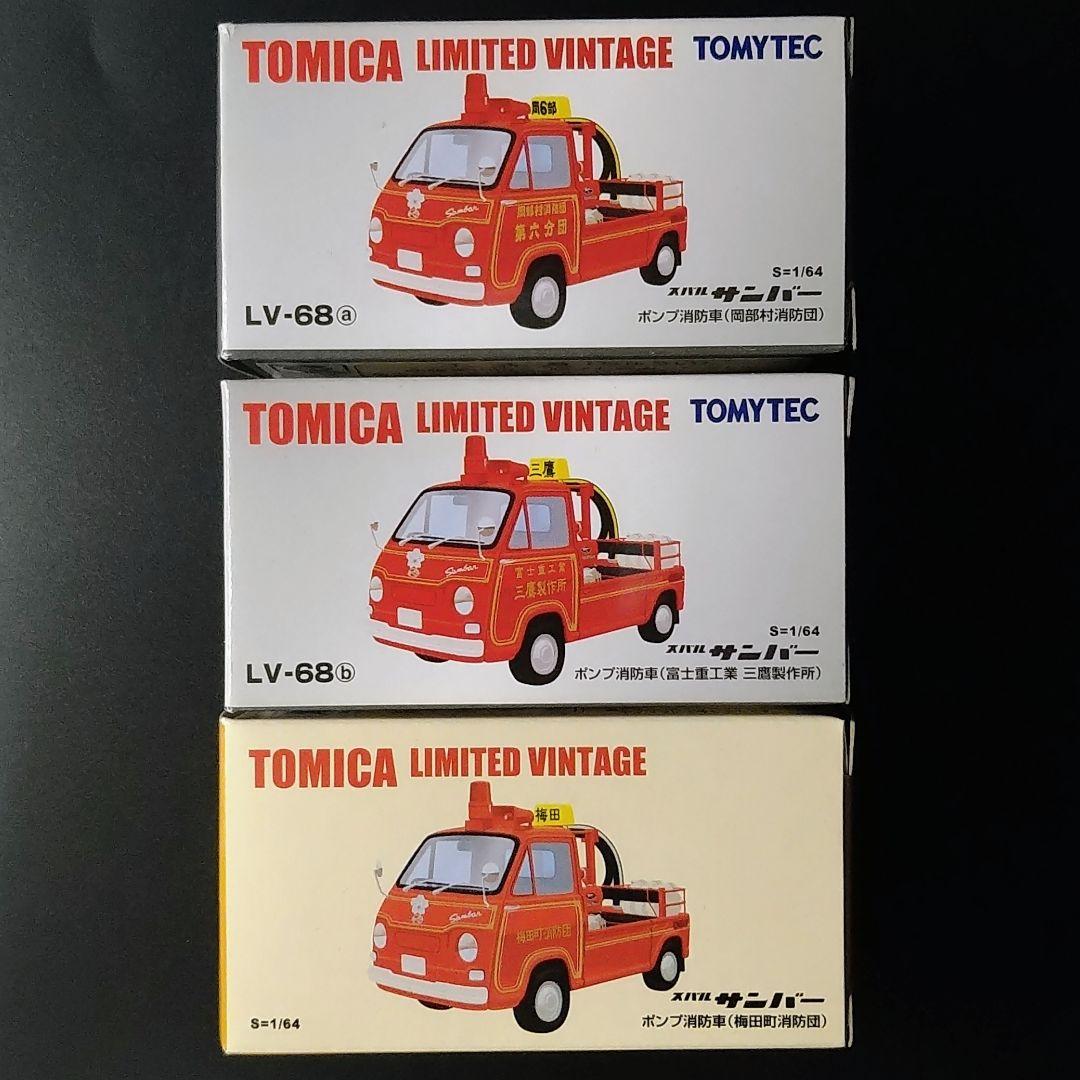 TOMICA LIMITED VINTAGE TOMYTEC
岡6部
Sambar
岡部村消防団
第六分団
S=1/64
スバル サンバー
LV-68ⓐ
ポンプ消防車(岡部村消防団)
TOMICA LIMITED VINTAGE TOMYTEC
三鷹
Sambar
富士重工業
三鷹製作所
S=1/64
スバル サンバー
LV-68ⓑ
ポンプ消防車(富士重工業 三鷹製作所)
TOMICA LIMITED VINTAGE
梅田
Sambar
梅田町消防団
スバル サンバー
S=1/64
ポンプ消防車(梅田町消防団)